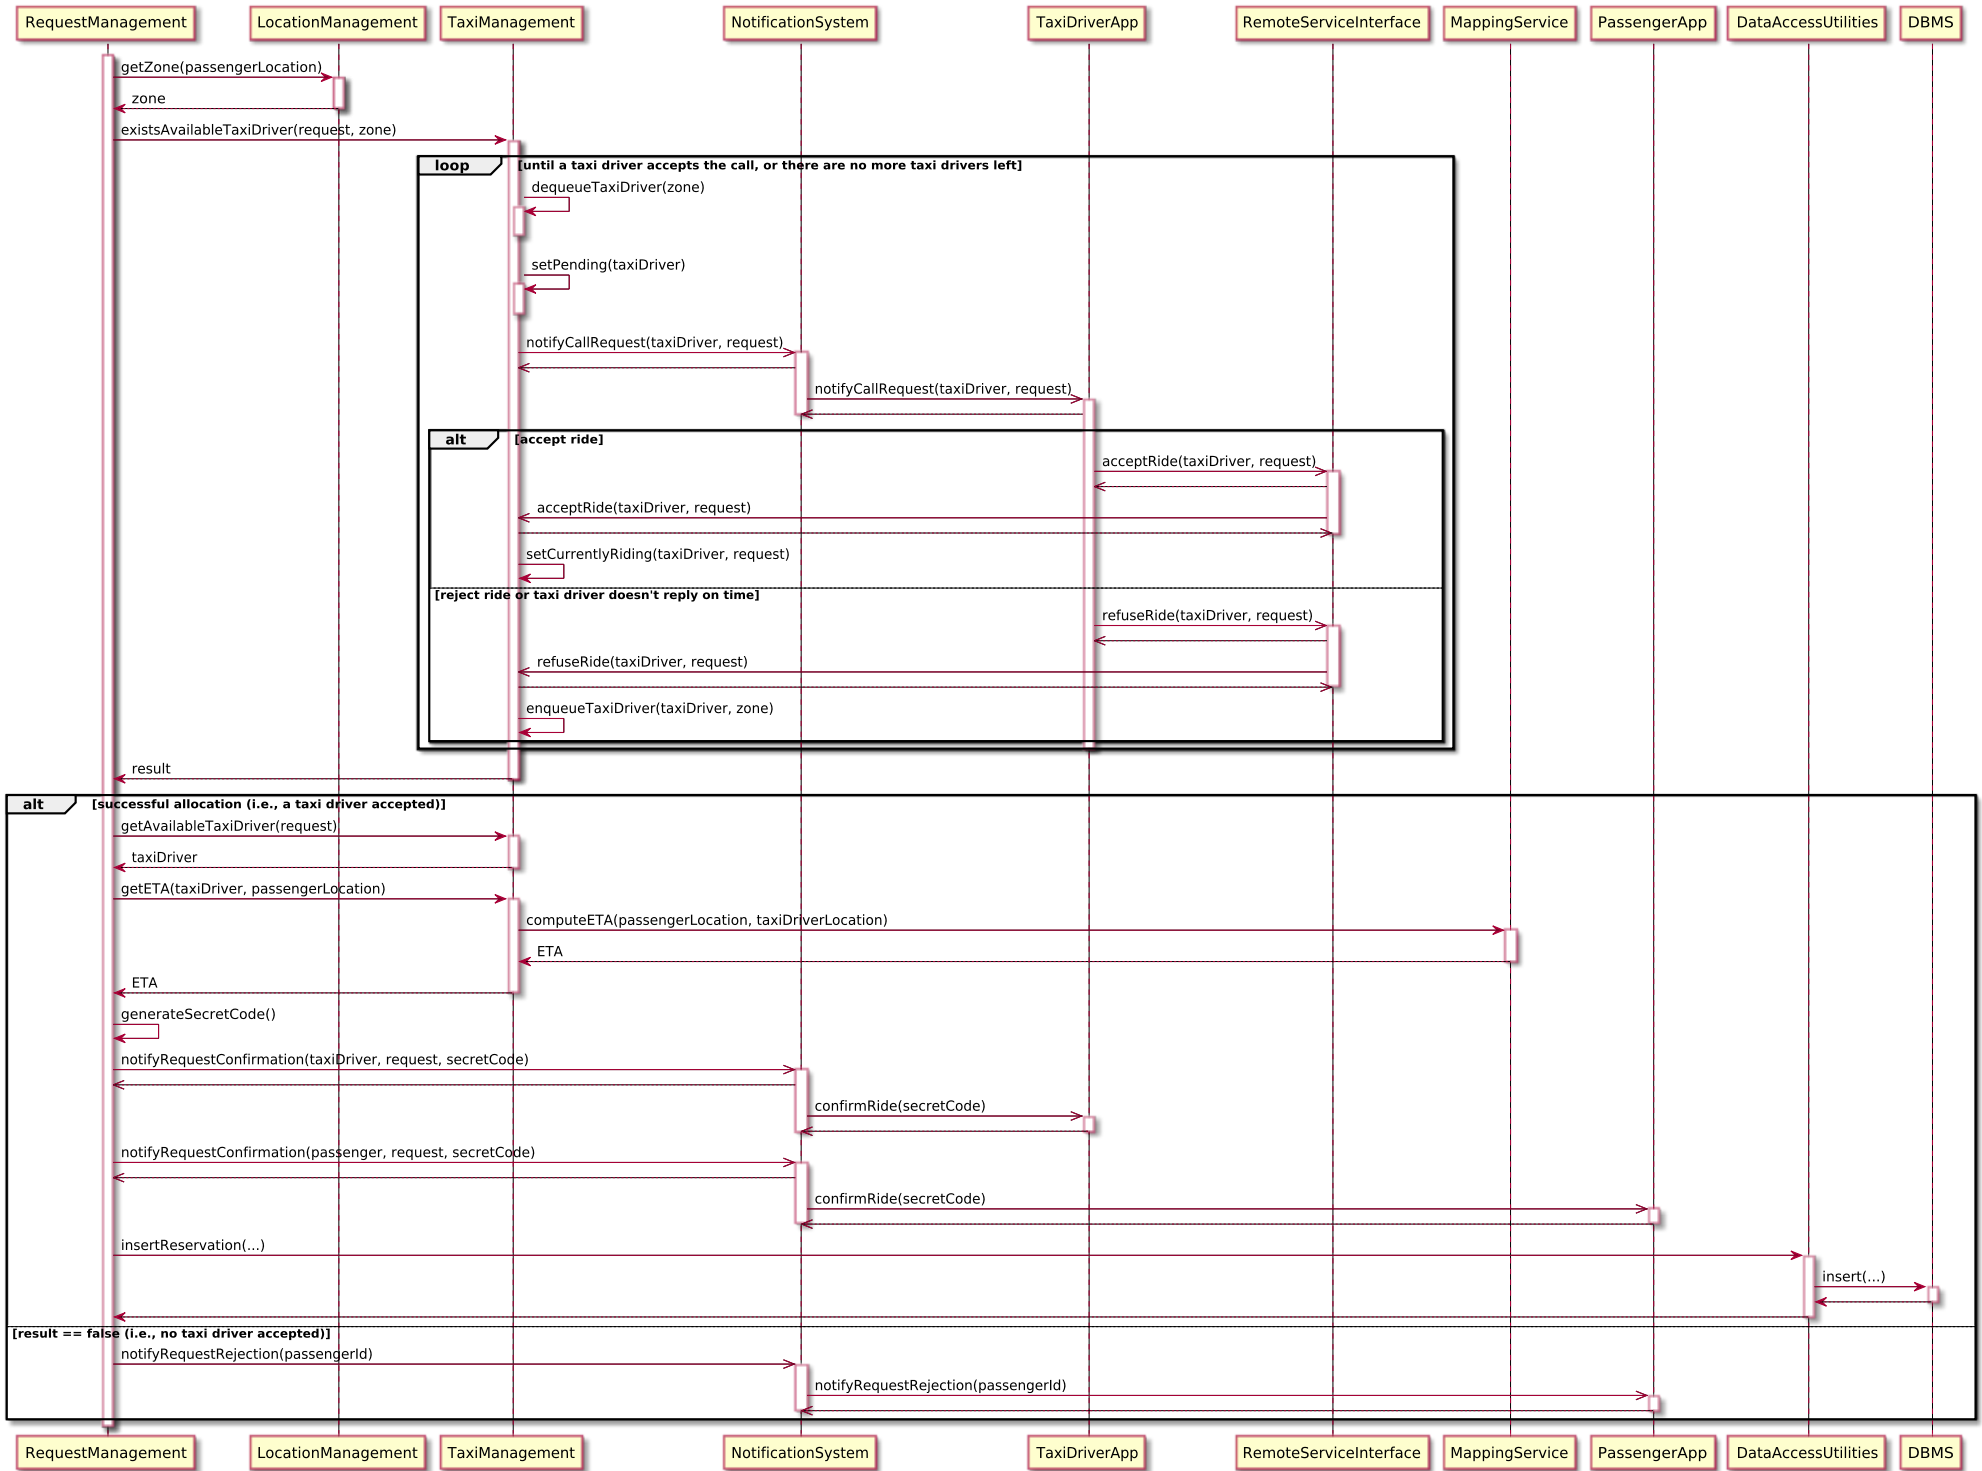 RequestManagement LocationManagement TaxiManagement NotificationSystem TaxiDriverApp RemoteServiceInterface MappingService PassengerApp DataAccessUtilities DBMS
getZone(passengerLocation)
zone
existsAvailableTaxiDriver(request, zone)
loop [until a taxi driver accepts the call, or there are no more taxi drivers left]
dequeueTaxiDriver(zone)
setPending(taxiDriver)
notifyCallRequest(taxiDriver, request)
notifyCallRequest(taxiDriver, request)
alt [accept ride]
acceptRide(taxiDriver, request)
acceptRide(taxiDriver, request)
setCurrentlyRiding(taxiDriver, request)
[reject ride or taxi driver doesn't reply on time]
refuseRide(taxiDriver, request)
refuseRide(taxiDriver, request)
enqueueTaxiDriver(taxiDriver, zone)
result
alt [successful allocation (i.e., a taxi driver accepted)]
getAvailableTaxiDriver(request)
taxiDriver
getETA(taxiDriver, passengerLocation)
computeETA(passengerLocation, taxiDriverLocation)
ETA
ETA
generateSecretCode()
notifyRequestConfirmation(taxiDriver, request, secretCode)
confirmRide(secretCode)
notifyRequestConfirmation(passenger, request, secretCode)
confirmRide(secretCode)
insertReservation(...)
insert(...)
[result == false (i.e., no taxi driver accepted)]
notifyRequestRejection(passengerId)
notifyRequestRejection(passengerId)
RequestManagement LocationManagement TaxiManagement NotificationSystem TaxiDriverApp RemoteServiceInterface MappingService PassengerApp DataAccessUtilities DBMS